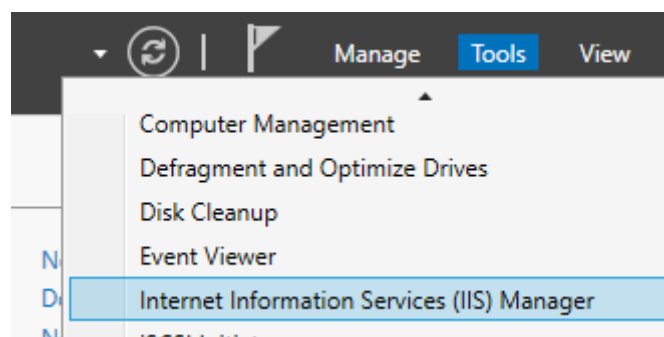 Manage Tools View
Computer Management
Defragment and Optimize Drives
Disk Cleanup
Event Viewer
Internet Information Services (IIS) Manager